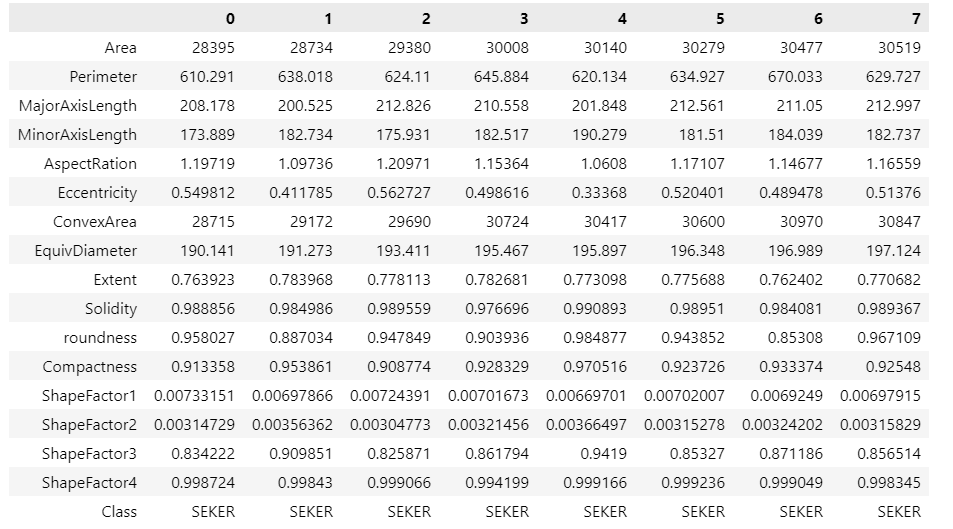 0 1 2 3 4 5 6 7
Area 28395 28734 29380 30008 30140 30279 30477 30519
Perimeter 610.291 638.018 624.11 645.884 620.134 634.927 670.033 629.727
MajorAxisLength 208.178 200.525 212.826 210.558 201.848 212.561 211.05 212.997
MinorAxisLength 173.889 182.734 175.931 182.517 190.279 181.51 184.039 182.737
AspectRation 1.19719 1.09736 1.20971 1.15364 1.0608 1.17107 1.14677 1.16559
Eccentricity 0.549812 0.411785 0.562727 0.498616 0.33368 0.520401 0.489478 0.51376
ConvexArea 28715 29172 29690 30724 30417 30600 30970 30847
EquivDiameter 190.141 191.273 193.411 195.467 195.897 196.348 196.989 197.124
Extent 0.763923 0.783968 0.778113 0.782681 0.773098 0.775688 0.762402 0.770682
Solidity 0.988856 0.984986 0.989559 0.976696 0.990893 0.98951 0.984081 0.989367
roundness 0.958027 0.887034 0.947849 0.903936 0.984877 0.943852 0.85308 0.967109
Compactness 0.913358 0.953861 0.908774 0.928329 0.970516 0.923726 0.933374 0.92548
ShapeFactor1 0.00733151 0.00697866 0.00724391 0.00701673 0.00669701 0.00702007 0.0069249 0.00697915
ShapeFactor2 0.00314729 0.00356362 0.00304773 0.00321456 0.00366497 0.00315278 0.00324202 0.00315829
ShapeFactor3 0.834222 0.909851 0.825871 0.861794 0.9419 0.85327 0.871186 0.856514
ShapeFactor4 0.998724 0.99843 0.999066 0.994199 0.999166 0.999236 0.999049 0.998345
Class SEKER SEKER SEKER SEKER SEKER SEKER SEKER SEKER